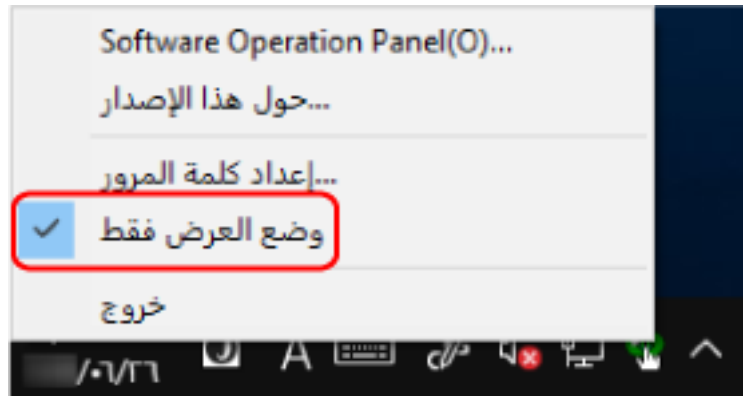 Software Operation Panel(O)...
حول هذا الإصدار...
إعداد كلمة المرور...
وضع العرض فقط
خروج
A
/٠٦/٢٦